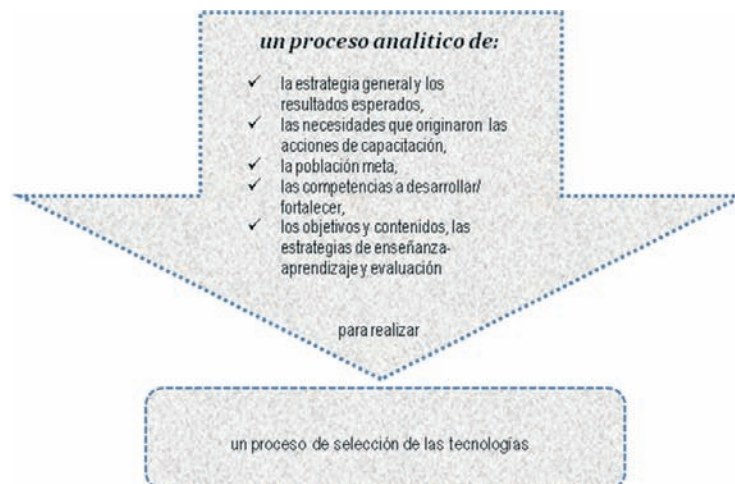 un proceso analitico de:
✓ la estrategia general y los
resultados esperados,
✓ las necesidades que originaron las
acciones de capacitación,
✓ la población meta,
✓ las competencias a desarrollar/
fortalecer,
✓ los objetivos y contenidos, las
estrategias de enseñanza-
aprendizaje y evaluación
para realizar
un proceso de selección de las tecnologías